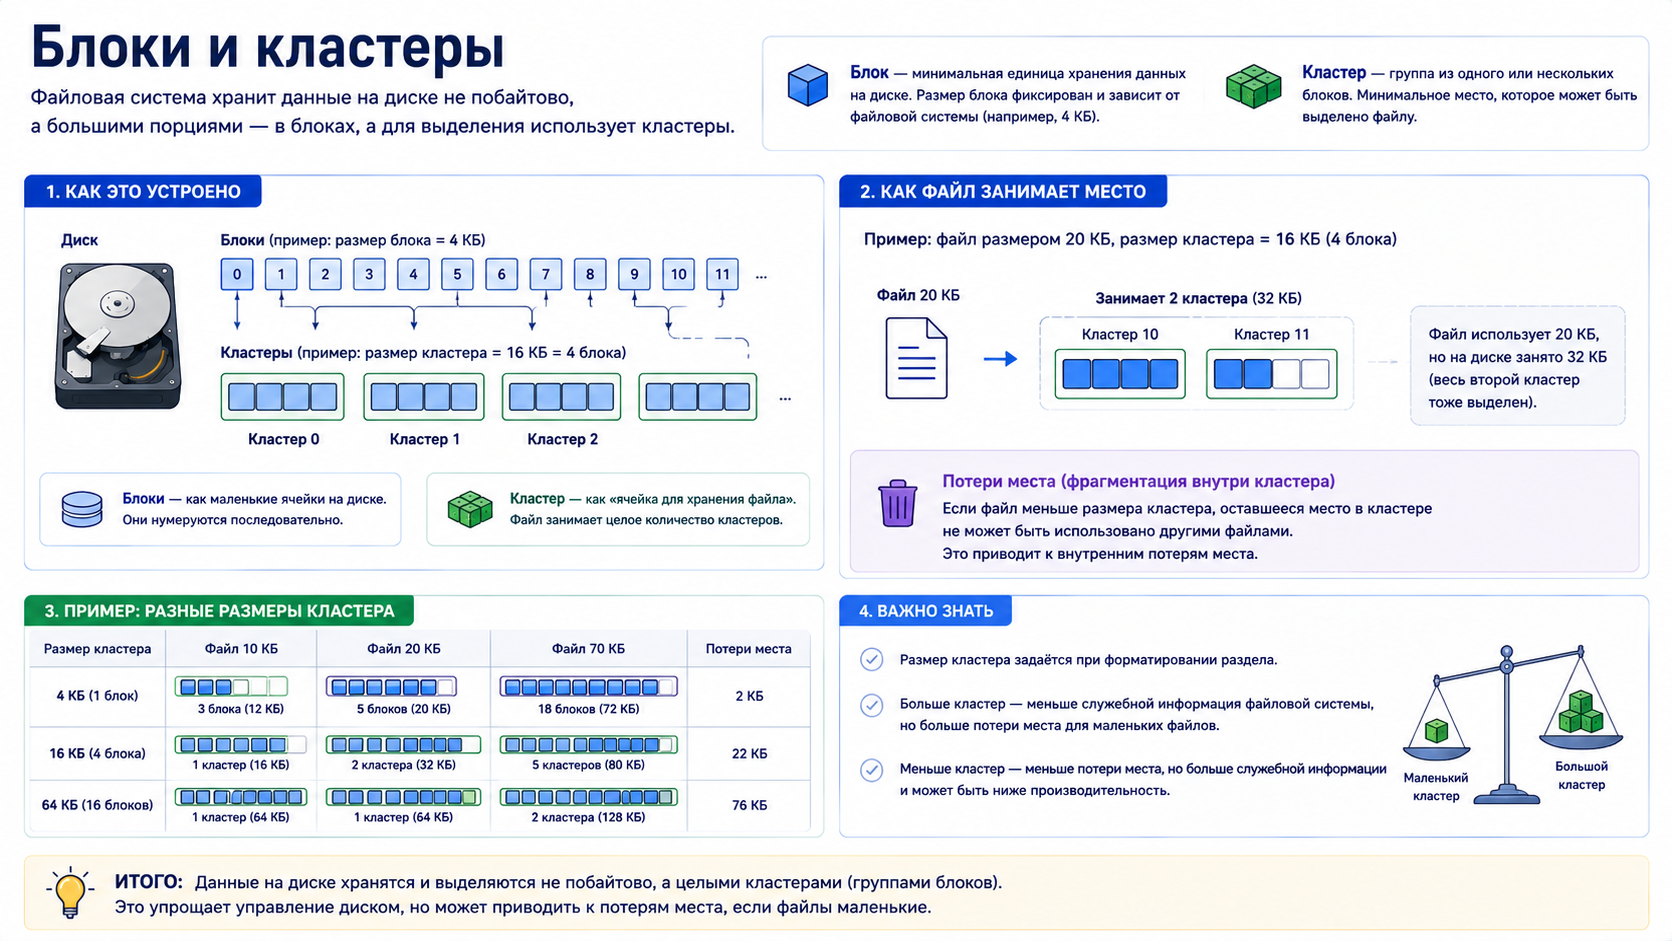 Блоки и кластеры
Файловая система хранит данные на диске не побайтово,
а большими порциями — в блоках, а для выделения использует кластеры.
Блок — минимальная единица хранения данных
на диске. Размер блока фиксирован и зависит от
файловой системы (например, 4 КБ).
Кластер — группа из одного или нескольких
блоков. Минимальное место, которое может быть
выделено файлу.
1. КАК ЭТО УСТРОЕНО
Диск
Блоки (пример: размер блока = 4 КБ)
0 1 2 3 4 5 6 7 8 9 10 11 ...
Кластеры (пример: размер кластера = 16 КБ = 4 блока)
...
Кластер 0 Кластер 1 Кластер 2
Блоки — как маленькие ячейки на диске.
Они нумеруются последовательно.
Кластер — как «ячейка для хранения файла».
Файл занимает целое количество кластеров.
2. КАК ФАЙЛ ЗАНИМАЕТ МЕСТО
Пример: файл размером 20 КБ, размер кластера = 16 КБ (4 блока)
Файл 20 КБ
Занимает 2 кластера (32 КБ)
Кластер 10 Кластер 11
Файл использует 20 КБ,
но на диске занято 32 КБ
(весь второй кластер
тоже выделен).
Потери места (фрагментация внутри кластера)
Если файл меньше размера кластера, оставшееся место в кластере
не может быть использовано другими файлами.
Это приводит к внутренним потерям места.
3. ПРИМЕР: РАЗНЫЕ РАЗМЕРЫ КЛАСТЕРА
Размер кластера Файл 10 КБ Файл 20 КБ Файл 70 КБ Потери места
4 КБ (1 блок) 3 блока (12 КБ) 5 блоков (20 КБ) 18 блоков (72 КБ) 2 КБ
16 КБ (4 блока) 1 кластер (16 КБ) 2 кластера (32 КБ) 5 кластеров (80 КБ) 22 КБ
64 КБ (16 блоков) 1 кластер (64 КБ) 1 кластер (64 КБ) 2 кластера (128 КБ) 76 КБ
4. ВАЖНО ЗНАТЬ
Размер кластера задаётся при форматировании раздела.
Больше кластер — меньше служебной информация файловой системы,
но больше потери места для маленьких файлов.
Меньше кластер — меньше потери места, но больше служебной информации
и может быть ниже производительность.
Маленький
кластер
Большой
кластер
ИТОГО: Данные на диске хранятся и выделяются не побайтово, а целыми кластерами (группами блоков).
Это упрощает управление диском, но может приводить к потерям места, если файлы маленькие.